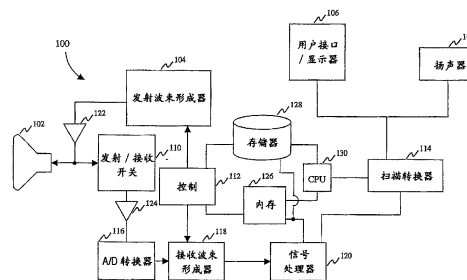 100
102
122
104
发射波束形成器
110
发射／接收
开关
124
116
A/D 转换器
118
接收波束
形成器
控制
112
128
存储器
126
内存
130
CPU
信号
处理器
120
106
用户接口
/ 显示器
扬声器
114
扫描转换器